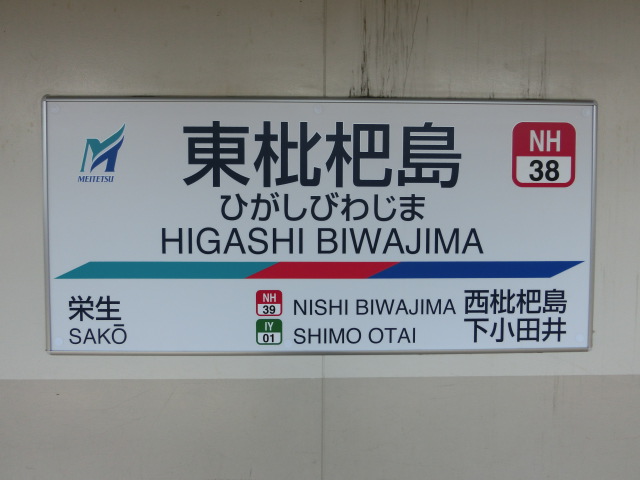 MEITETSU
東枇杷島
NH
38
ひがしびわじま
HIGASHI BIWAJIMA
栄生
SAKŌ
NH
39
NISHI BIWAJIMA 西枇杷島
IY
01
SHIMO OTAI 下小田井